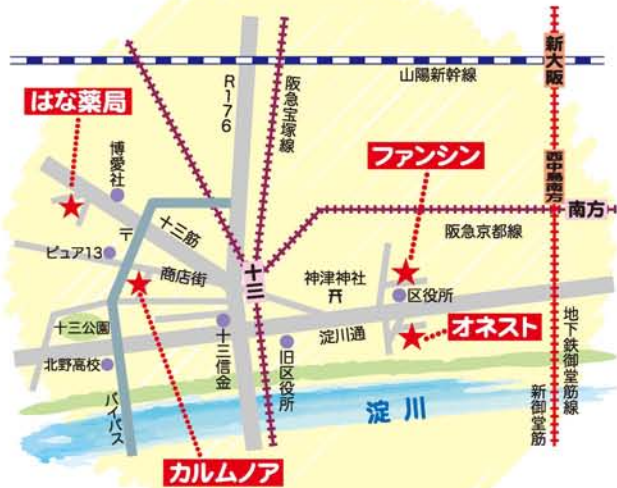 新大阪
山陽新幹線
R176
阪急宝塚線
はな薬局
博愛社
ファンシン
西中島南方
南方
阪急京都線
十三筋
〒
ピュア13
商店街
十三
神津神社
区役所
淀川通
オネスト
十三公園
北野高校
十三信金
旧区役所
地下鉄御堂筋線
新御堂筋
バイパス
淀川
カルムノア